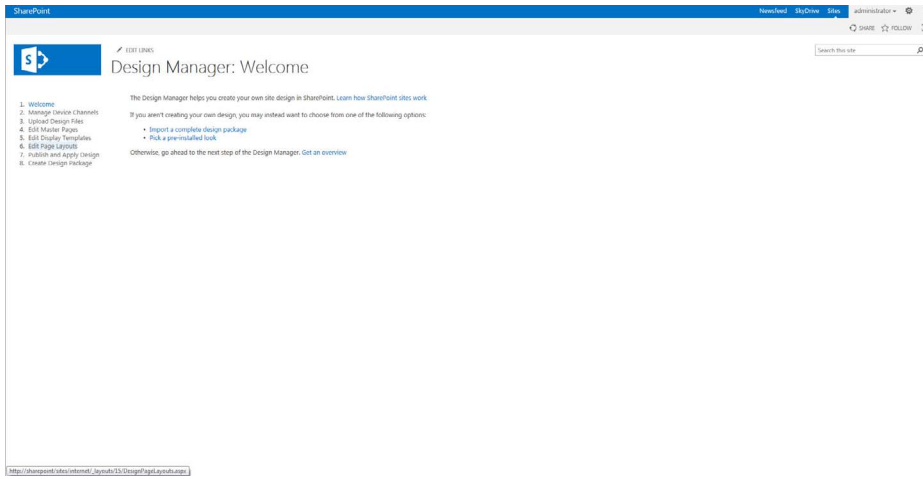 SharePoint
Newsfeed SkyDrive Sites administrator
SHARE FOLLOW
S
EDIT LINKS
Search this site
Design Manager: Welcome
The Design Manager helps you create your own site design in SharePoint. Learn how SharePoint sites work
1. Welcome
2. Manage Device Channels
3. Upload Design Files
4. Edit Master Pages
5. Edit Display Templates
6. Edit Page Layouts
7. Publish and Apply Design
8. Create Design Package
If you aren't creating your own design, you may instead want to choose from one of the following options:
• Import a complete design package
• Pick a pre-installed look
Otherwise, go ahead to the next step of the Design Manager. Get an overview
http://sharepoint/sites/internet/_layouts/15/DesignPageLayouts.aspx